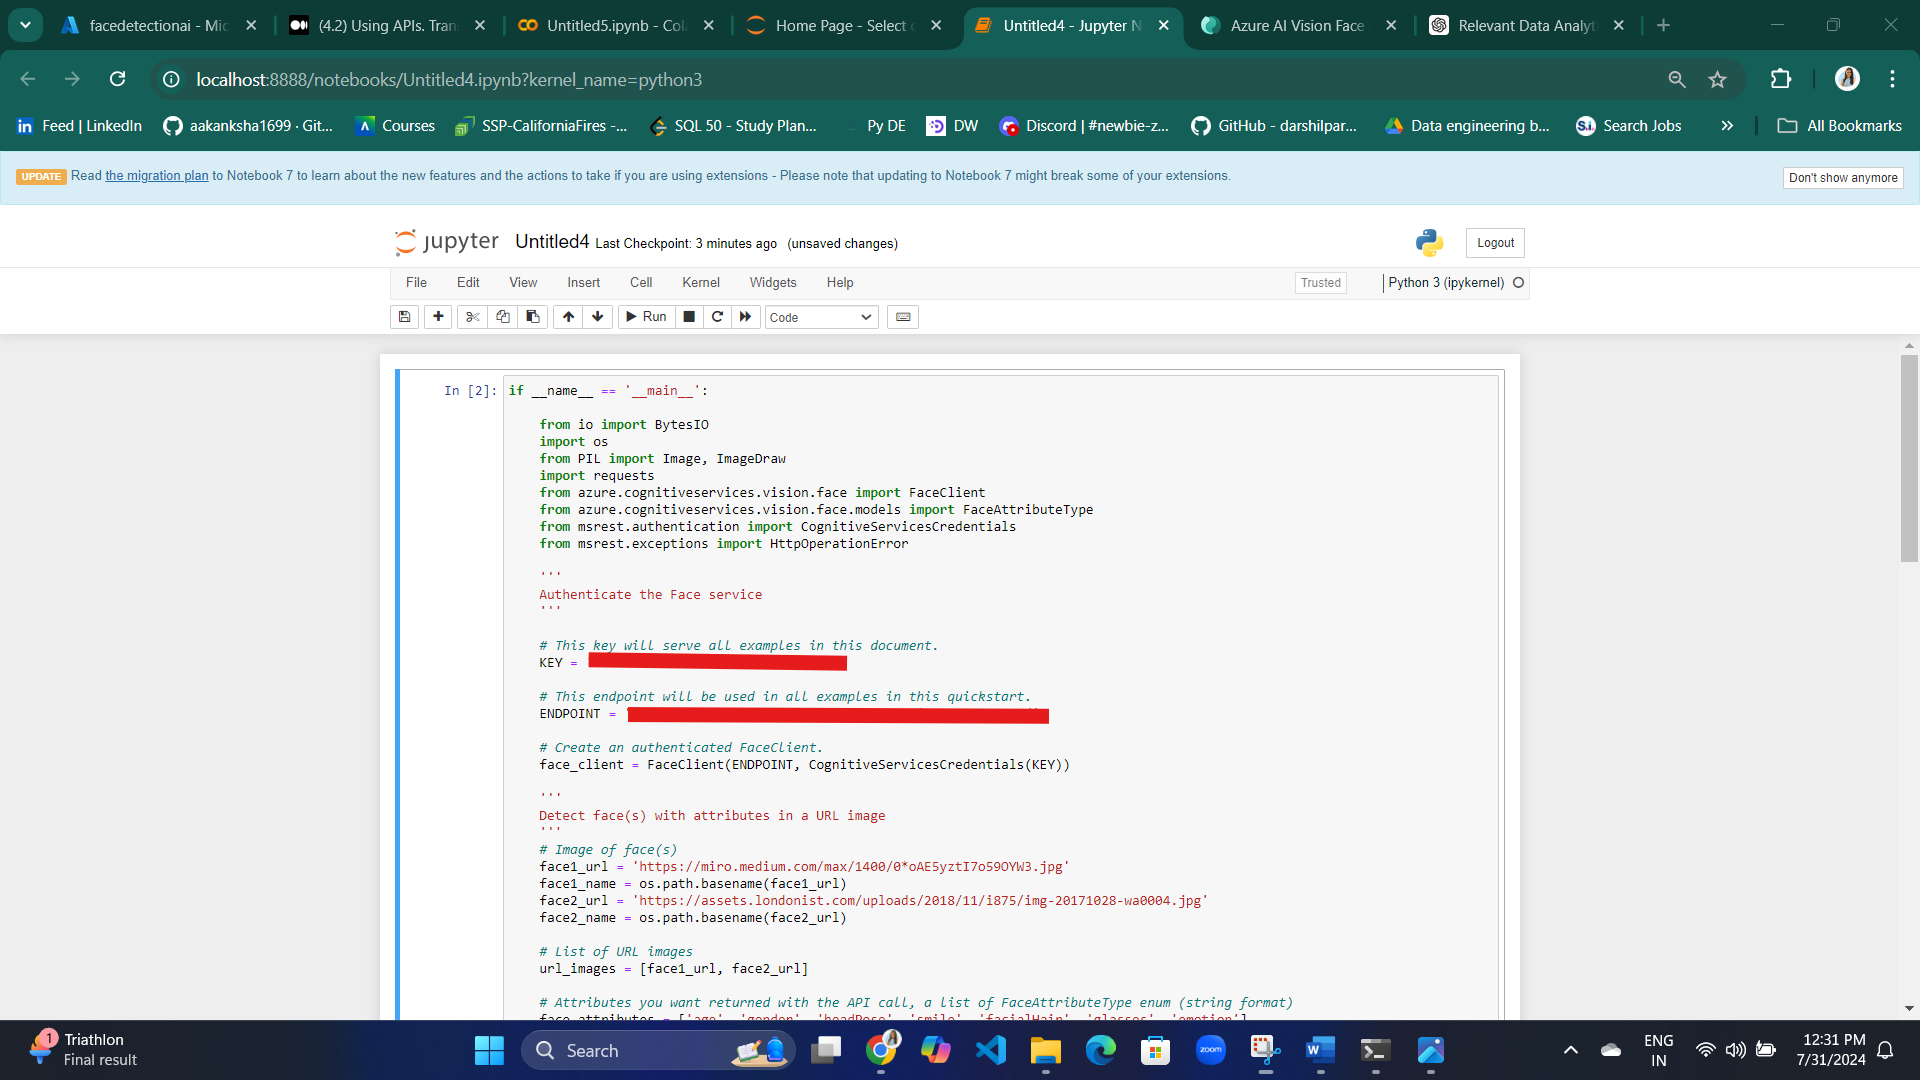 facedetectionai - Mic
(4.2) Using APIs. Tran
Untitled5.ipynb - Cola
Home Page - Select o
Untitled4 - Jupyter N
Azure AI Vision Face
Relevant Data Analyt
localhost:8888/notebooks/Untitled4.ipynb?kernel_name=python3
Feed | LinkedIn
aakanksha1699 · Git...
Courses
SSP-CaliforniaFires -...
SQL 50 - Study Plan...
Py DE
DW
Discord | #newbie-z...
GitHub - darshilpar...
Data engineering b...
Search Jobs
All Bookmarks
UPDATE Read the migration plan to Notebook 7 to learn about the new features and the actions to take if you are using extensions - Please note that updating to Notebook 7 might break some of your extensions.
Don't show anymore
jupyter Untitled4 Last Checkpoint: 3 minutes ago (unsaved changes)
Logout
File Edit View Insert Cell Kernel Widgets Help
Trusted
Python 3 (ipykernel)
Run
Code
In [2]: if __name__ == '__main__':
from io import BytesIO
import os
from PIL import Image, ImageDraw
import requests
from azure.cognitiveservices.vision.face import FaceClient
from azure.cognitiveservices.vision.face.models import FaceAttributeType
from msrest.authentication import CognitiveServicesCredentials
from msrest.exceptions import HttpOperationError
'''
Authenticate the Face service
'''
# This key will serve all examples in this document.
KEY =
# This endpoint will be used in all examples in this quickstart.
ENDPOINT =
# Create an authenticated FaceClient.
face_client = FaceClient(ENDPOINT, CognitiveServicesCredentials(KEY))
'''
Detect face(s) with attributes in a URL image
'''
# Image of face(s)
face1_url = 'https://miro.medium.com/max/1400/0*oAE5yztI7o59OYW3.jpg'
face1_name = os.path.basename(face1_url)
face2_url = 'https://assets.londonist.com/uploads/2018/11/i875/img-20171028-wa0004.jpg'
face2_name = os.path.basename(face2_url)
# List of URL images
url_images = [face1_url, face2_url]
# Attributes you want returned with the API call, a list of FaceAttributeType enum (string format)
face_attributes = ['age', 'gender', 'headPose', 'smile', 'facialHair', 'glasses', 'emotion']
1
Triathlon
Final result
Search
zoom
ENG
IN
12:31 PM
7/31/2024